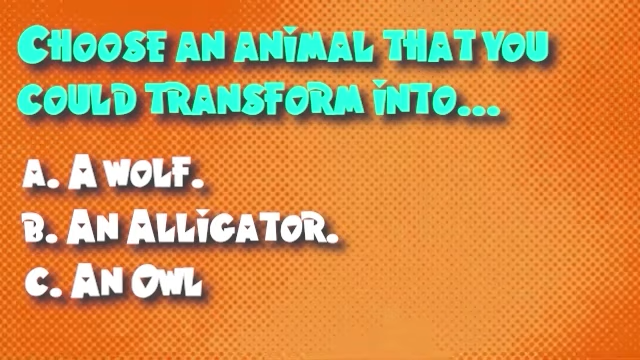 Choose an animal that you
could transform into...
A. A wolf.
B. An Alligator.
C. An Owl